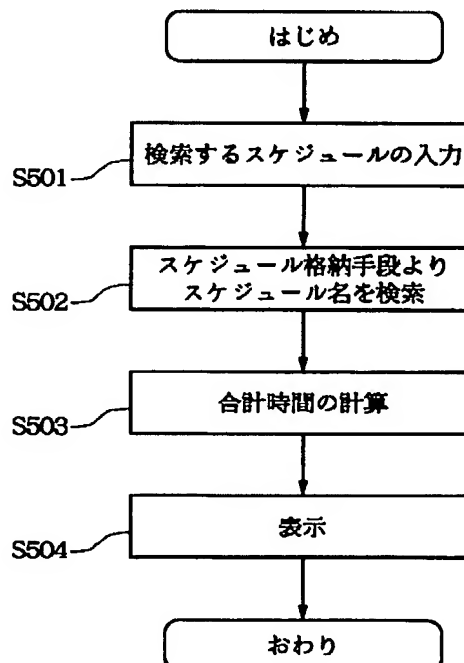 はじめ
S501
検索するスケジュールの入力
S502
スケジュール格納手段より
スケジュール名を検索
S503
合計時間の計算
S504
表示
おわり